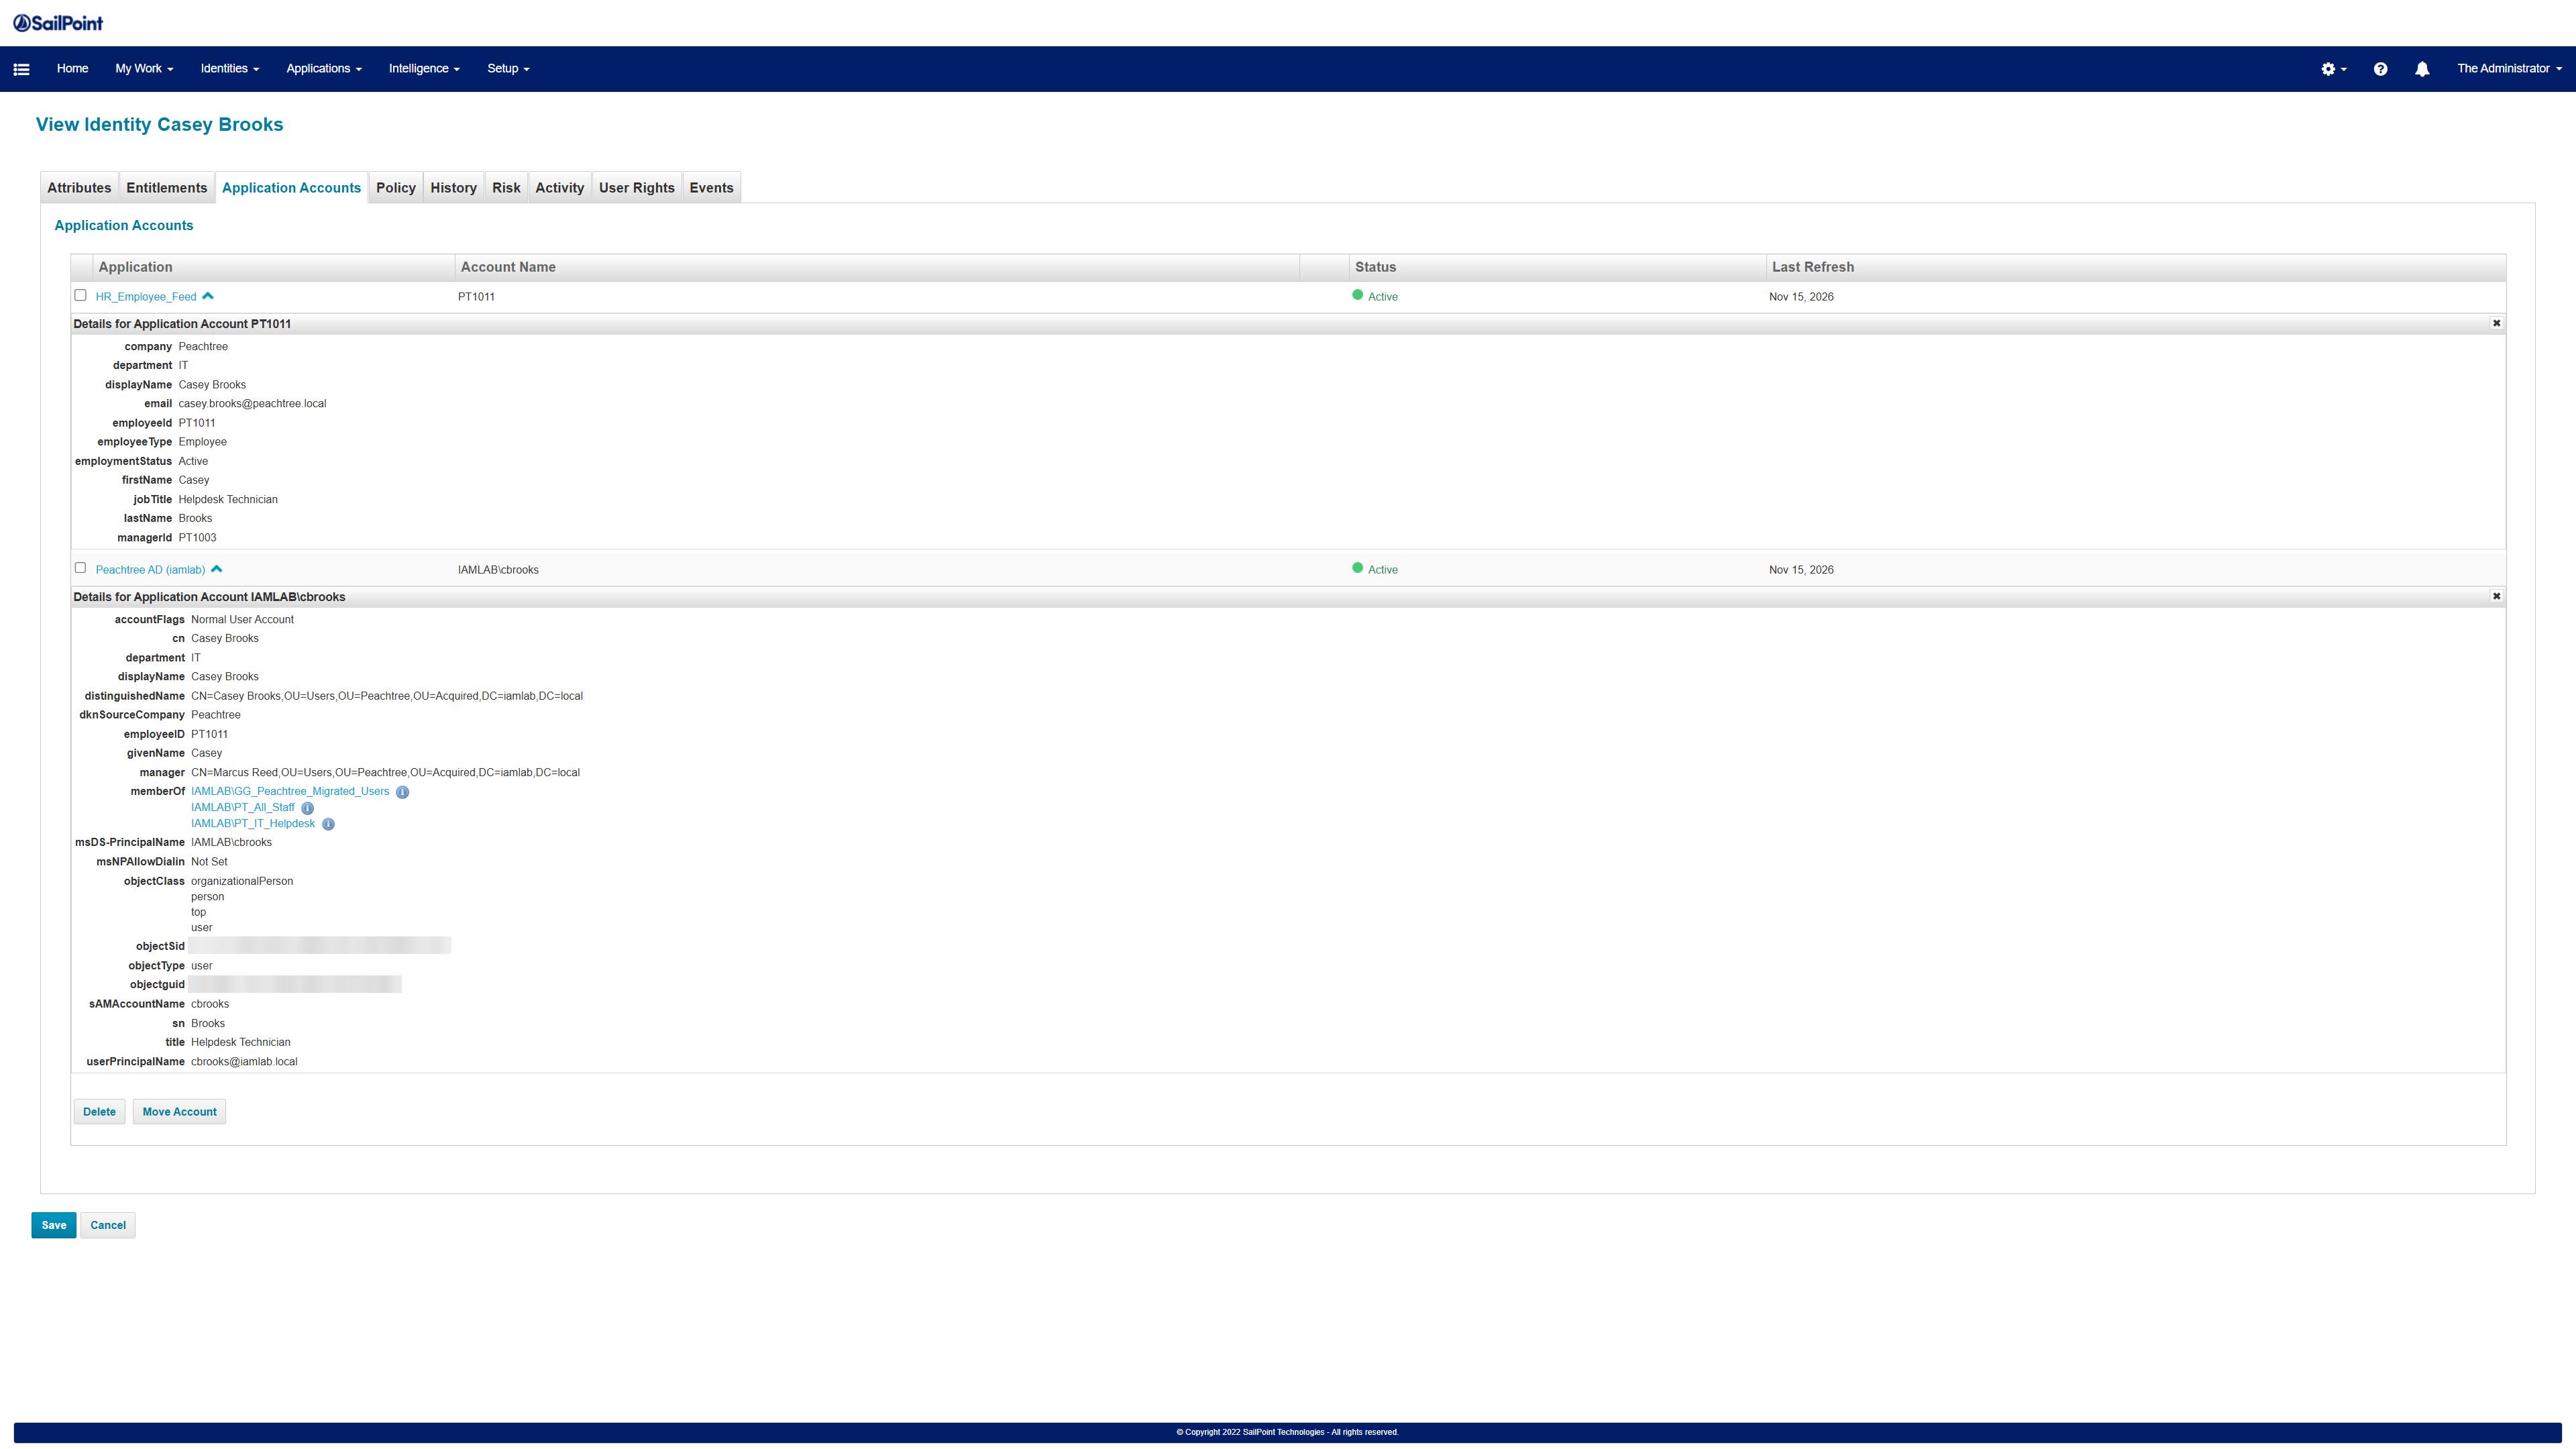 SailPoint
Home My Work Identities Applications Intelligence Setup The Administrator
View Identity Casey Brooks
Attributes Entitlements Application Accounts Policy History Risk Activity User Rights Events
Application Accounts
Application Account Name Status Last Refresh
HR_Employee_Feed PT1011 Active Nov 15, 2026
Details for Application Account PT1011
company Peachtree
department IT
displayName Casey Brooks
email casey.brooks@peachtree.local
employeeId PT1011
employeeType Employee
employmentStatus Active
firstName Casey
jobTitle Helpdesk Technician
lastName Brooks
managerId PT1003
Peachtree AD (iamlab) IAMLAB\cbrooks Active Nov 15, 2026
Details for Application Account IAMLAB\cbrooks
accountFlags Normal User Account
cn Casey Brooks
department IT
displayName Casey Brooks
distinguishedName CN=Casey Brooks,OU=Users,OU=Peachtree,OU=Acquired,DC=iamlab,DC=local
dknSourceCompany Peachtree
employeeID PT1011
givenName Casey
manager CN=Marcus Reed,OU=Users,OU=Peachtree,OU=Acquired,DC=iamlab,DC=local
memberOf IAMLAB\GG_Peachtree_Migrated_Users
IAMLAB\PT_All_Staff
IAMLAB\PT_IT_Helpdesk
msDS-PrincipalName IAMLAB\cbrooks
msNPAllowDialin Not Set
objectClass organizationalPerson
person
top
user
objectSid
objectType user
objectguid
sAMAccountName cbrooks
sn Brooks
title Helpdesk Technician
userPrincipalName cbrooks@iamlab.local
Delete Move Account
Save Cancel
© Copyright 2022 SailPoint Technologies - All rights reserved.